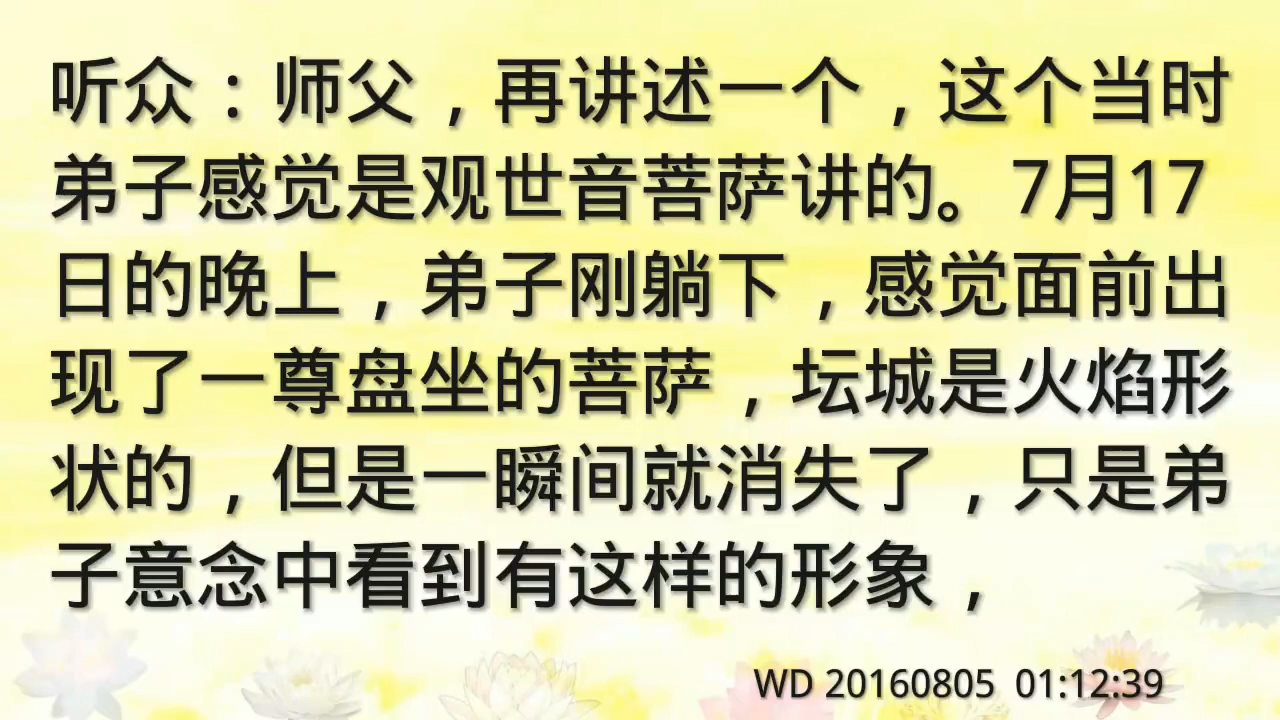 听众：师父，再讲述一个，这个当时
弟子感觉是观世音菩萨讲的。7月17
日的晚上，弟子刚躺下，感觉面前出
现了一尊盘坐的菩萨，坛城是火焰形
状的，但是一瞬间就消失了，只是弟
子意念中看到有这样的形象，
WD 20160805 01:12:39